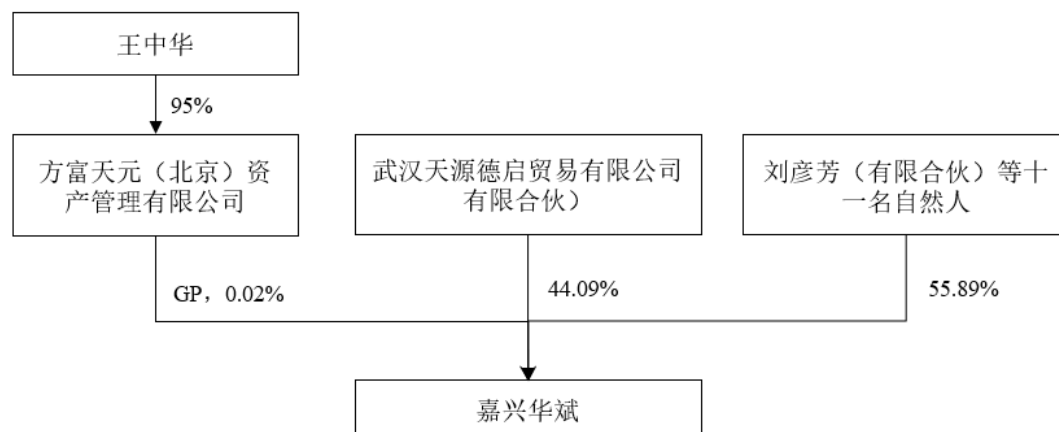 王中华
95%
方富天元（北京）资
产管理有限公司
武汉天源德启贸易有限公司
有限合伙）
刘彦芳（有限合伙）等十
一名自然人
GP，0.02%
44.09%
55.89%
嘉兴华斌